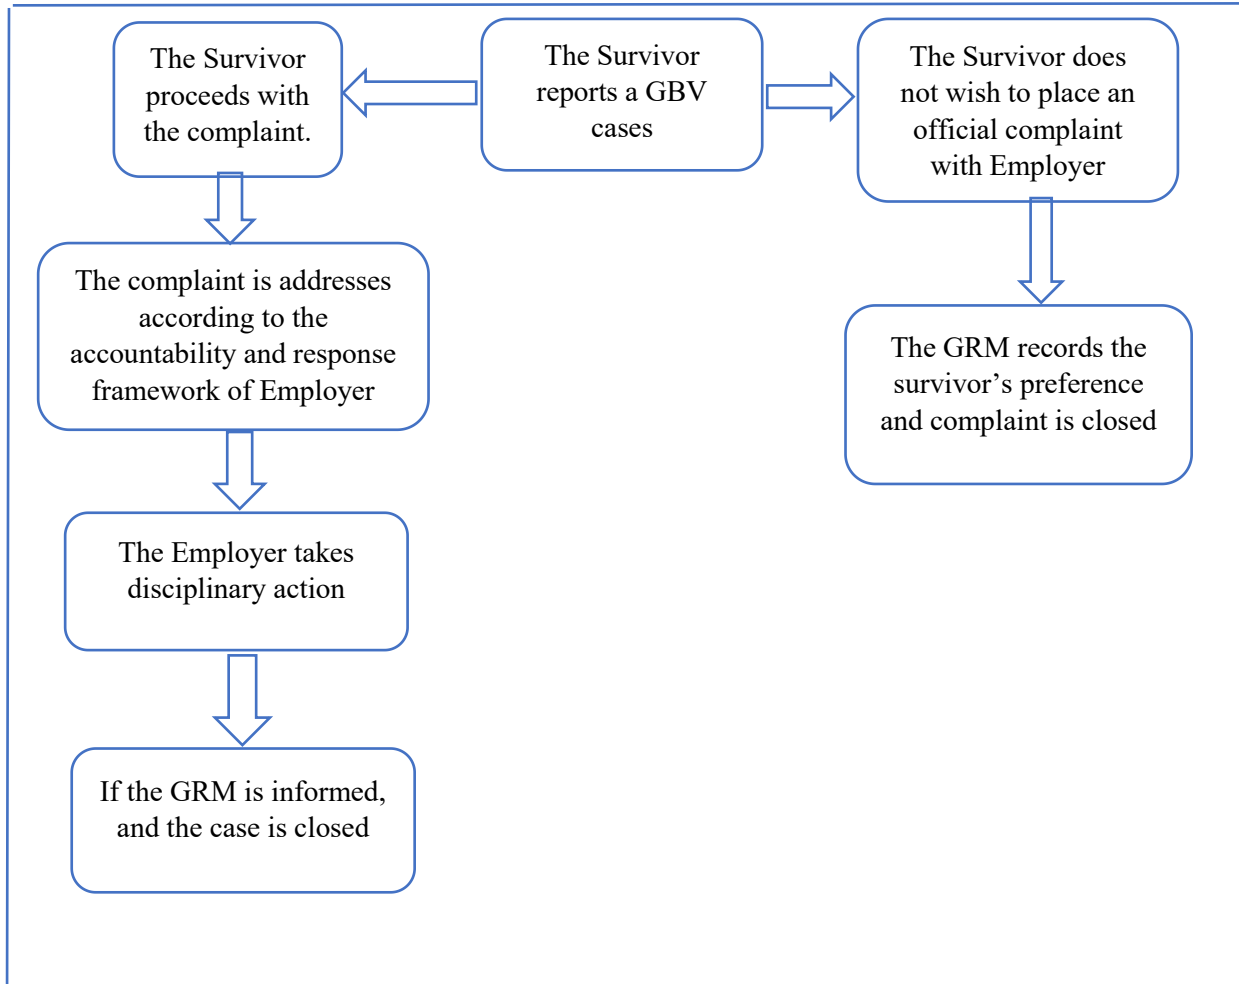 The Survivor
proceeds with
the complaint.
The Survivor
reports a GBV
cases
The Survivor does
not wish to place an
official complaint
with Employer
The complaint is addresses
according to the
accountability and response
framework of Employer
The GRM records the
survivor’s preference
and complaint is closed
The Employer takes
disciplinary action
If the GRM is informed,
and the case is closed